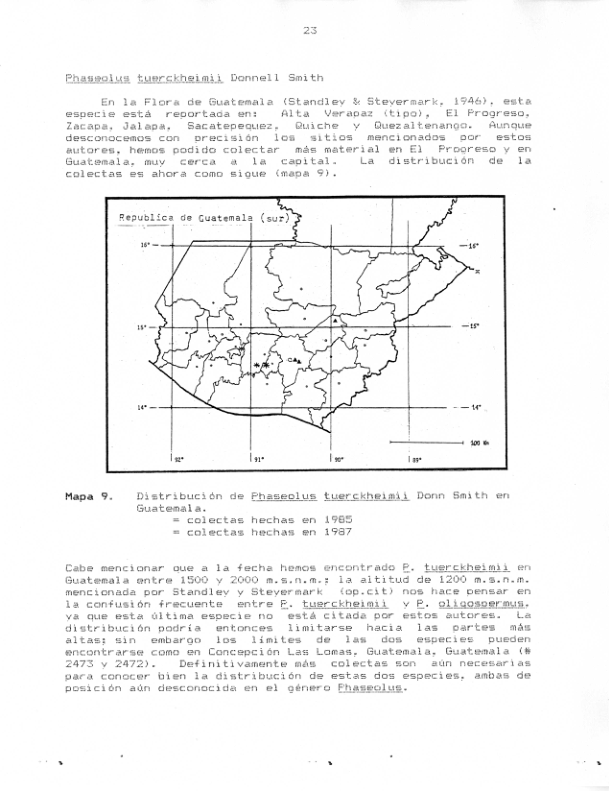 23
Phaseolus tuerckheimii Donnell Smith
En la Flora de Guatemala (Standley & Steyermark, 1946), esta
especie está reportada en: Alta Verapaz (tipo), El Progreso,
Zacapa, Jalapa, Sacatepequez, Quiche y Quezaltenango. Aunque
desconocemos con precisión los sitios mencionados por estos
autores, hemos podido colectar más material en El Progreso y en
Guatemala, muy cerca a la capital. La distribución de la
colectas es ahora como sigue (mapa 9).
Republica de Guatemala (sur)
16° 16°
15° 15°
14° 14°
100 Km
92° 91° 90° 89°
Mapa 9. Distribución de Phaseolus tuerckheimii Donn Smith en
Guatemala.
= colectas hechas en 1985
= colectas hechas en 1987
Cabe mencionar que a la fecha hemos encontrado P. tuerckheimii en
Guatemala entre 1500 y 2000 m.s.n.m.; la altitud de 1200 m.s.n.m.
mencionada por Standley y Steyermark (op.cit) nos hace pensar en
la confusión frecuente entre P. tuerckheimii y P. oligospermus,
ya que esta última especie no está citada por estos autores. La
distribución podría entonces limitarse hacia las partes más
altas; sin embargo los límites de las dos especies pueden
encontrarse como en Concepción Las Lomas, Guatemala, Guatemala (#
2473 y 2472). Definitivamente más colectas son aún necesarias
para conocer bien la distribución de estas dos especies, ambas de
posición aún desconocida en el género Phaseolus.